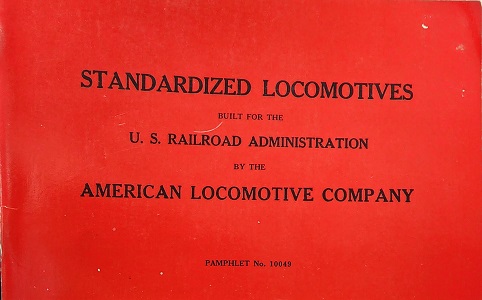 STANDARDIZED LOCOMOTIVES
BUILT FOR THE
U. S. RAILROAD ADMINISTRATION
BY THE
AMERICAN LOCOMOTIVE COMPANY
PAMPHLET No. 10049